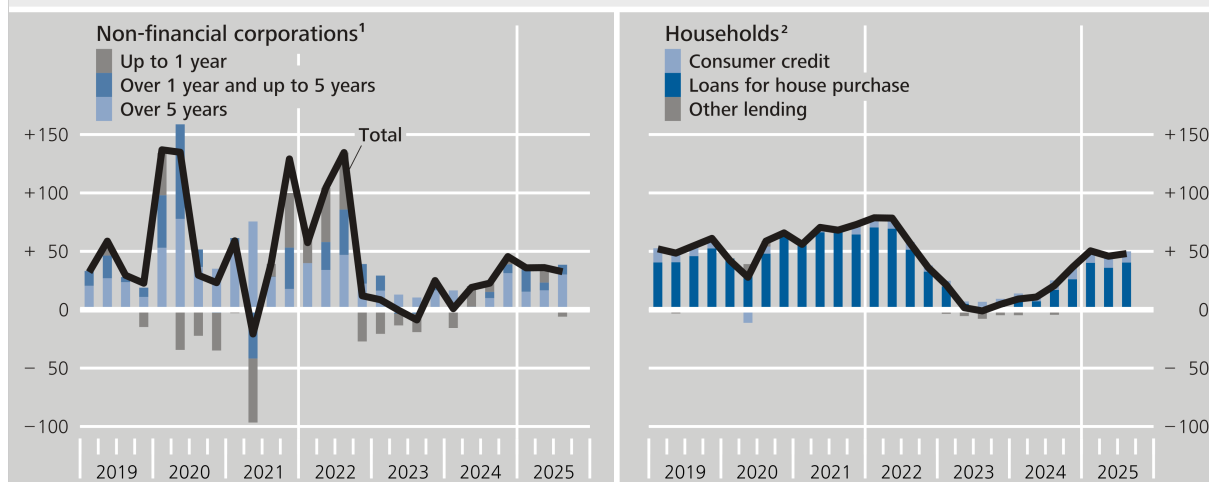 Non-financial corporations¹
Up to 1 year
Over 1 year and up to 5 years
Over 5 years
Total
+150
+100
+ 50
0
− 50
−100
2019 2020 2021 2022 2023 2024 2025
Households²
Consumer credit
Loans for house purchase
Other lending
+150
+100
+ 50
0
− 50
−100
2019 2020 2021 2022 2023 2024 2025